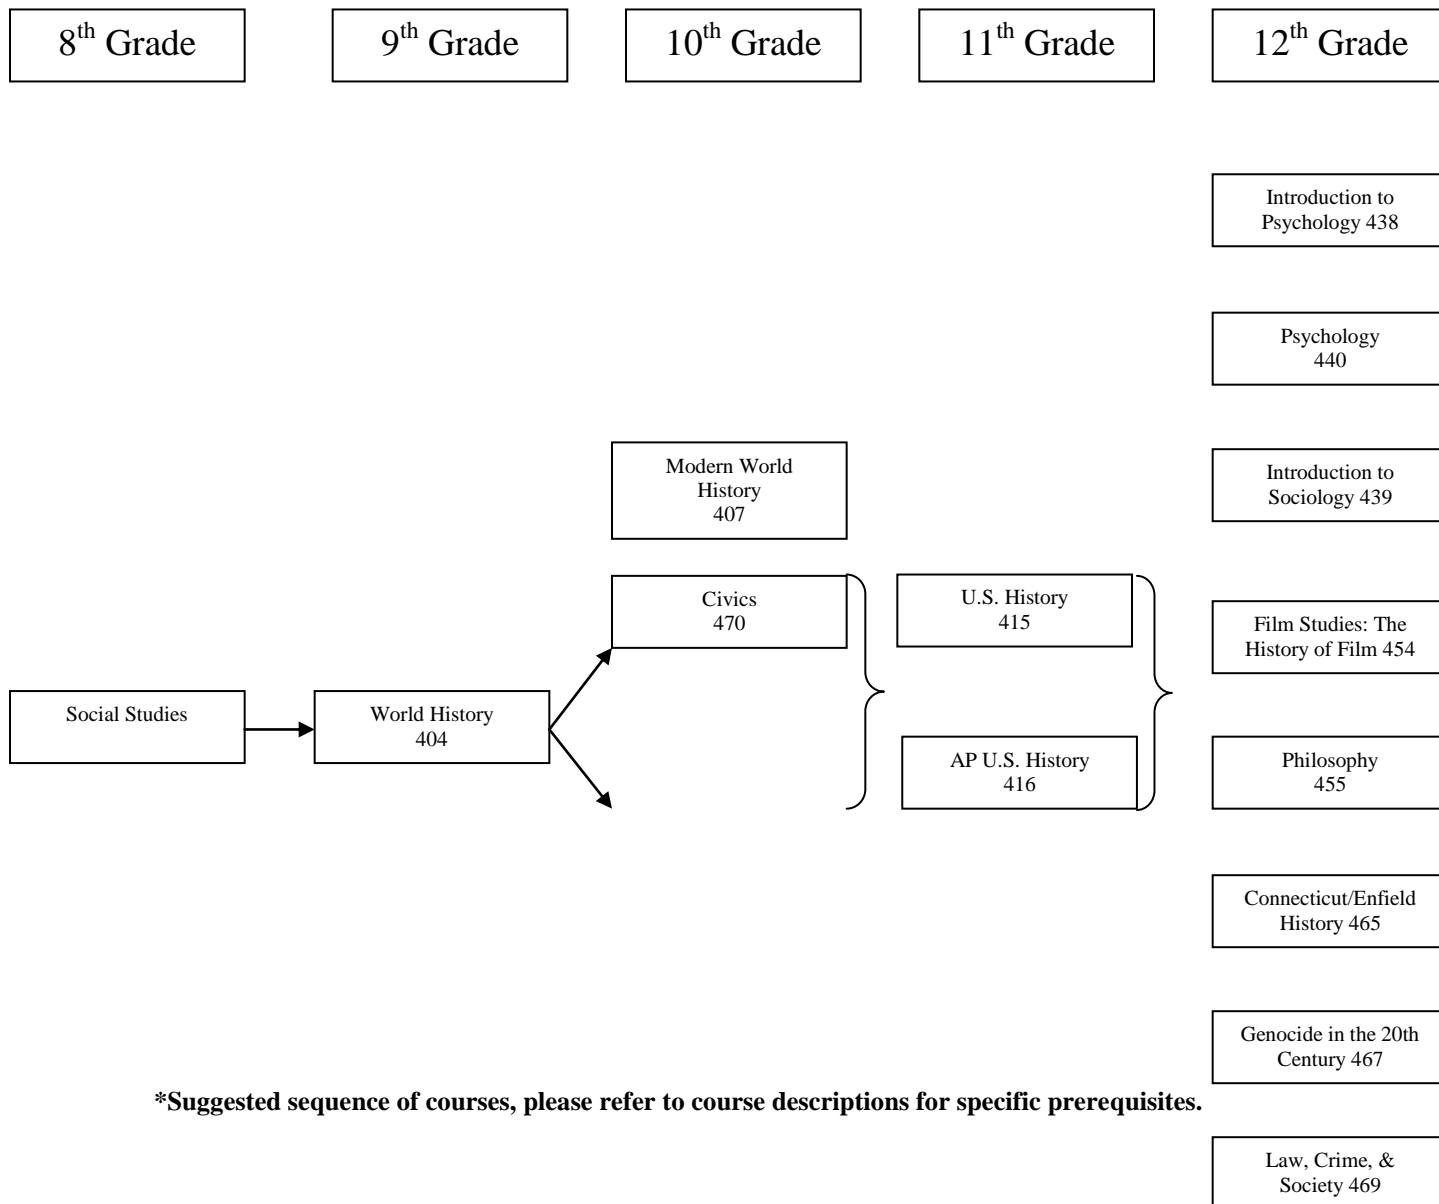 8th Grade
9th Grade
10th Grade
11th Grade
12th Grade
Introduction to
Psychology 438
Psychology
440
Modern World
History
407
Introduction to
Sociology 439
Civics
470
U.S. History
415
Film Studies: The
History of Film 454
Social Studies
World History
404
AP U.S. History
416
Philosophy
455
Connecticut/Enfield
History 465
Genocide in the 20th
Century 467
*Suggested sequence of courses, please refer to course descriptions for specific prerequisites.
Law, Crime, &
Society 469